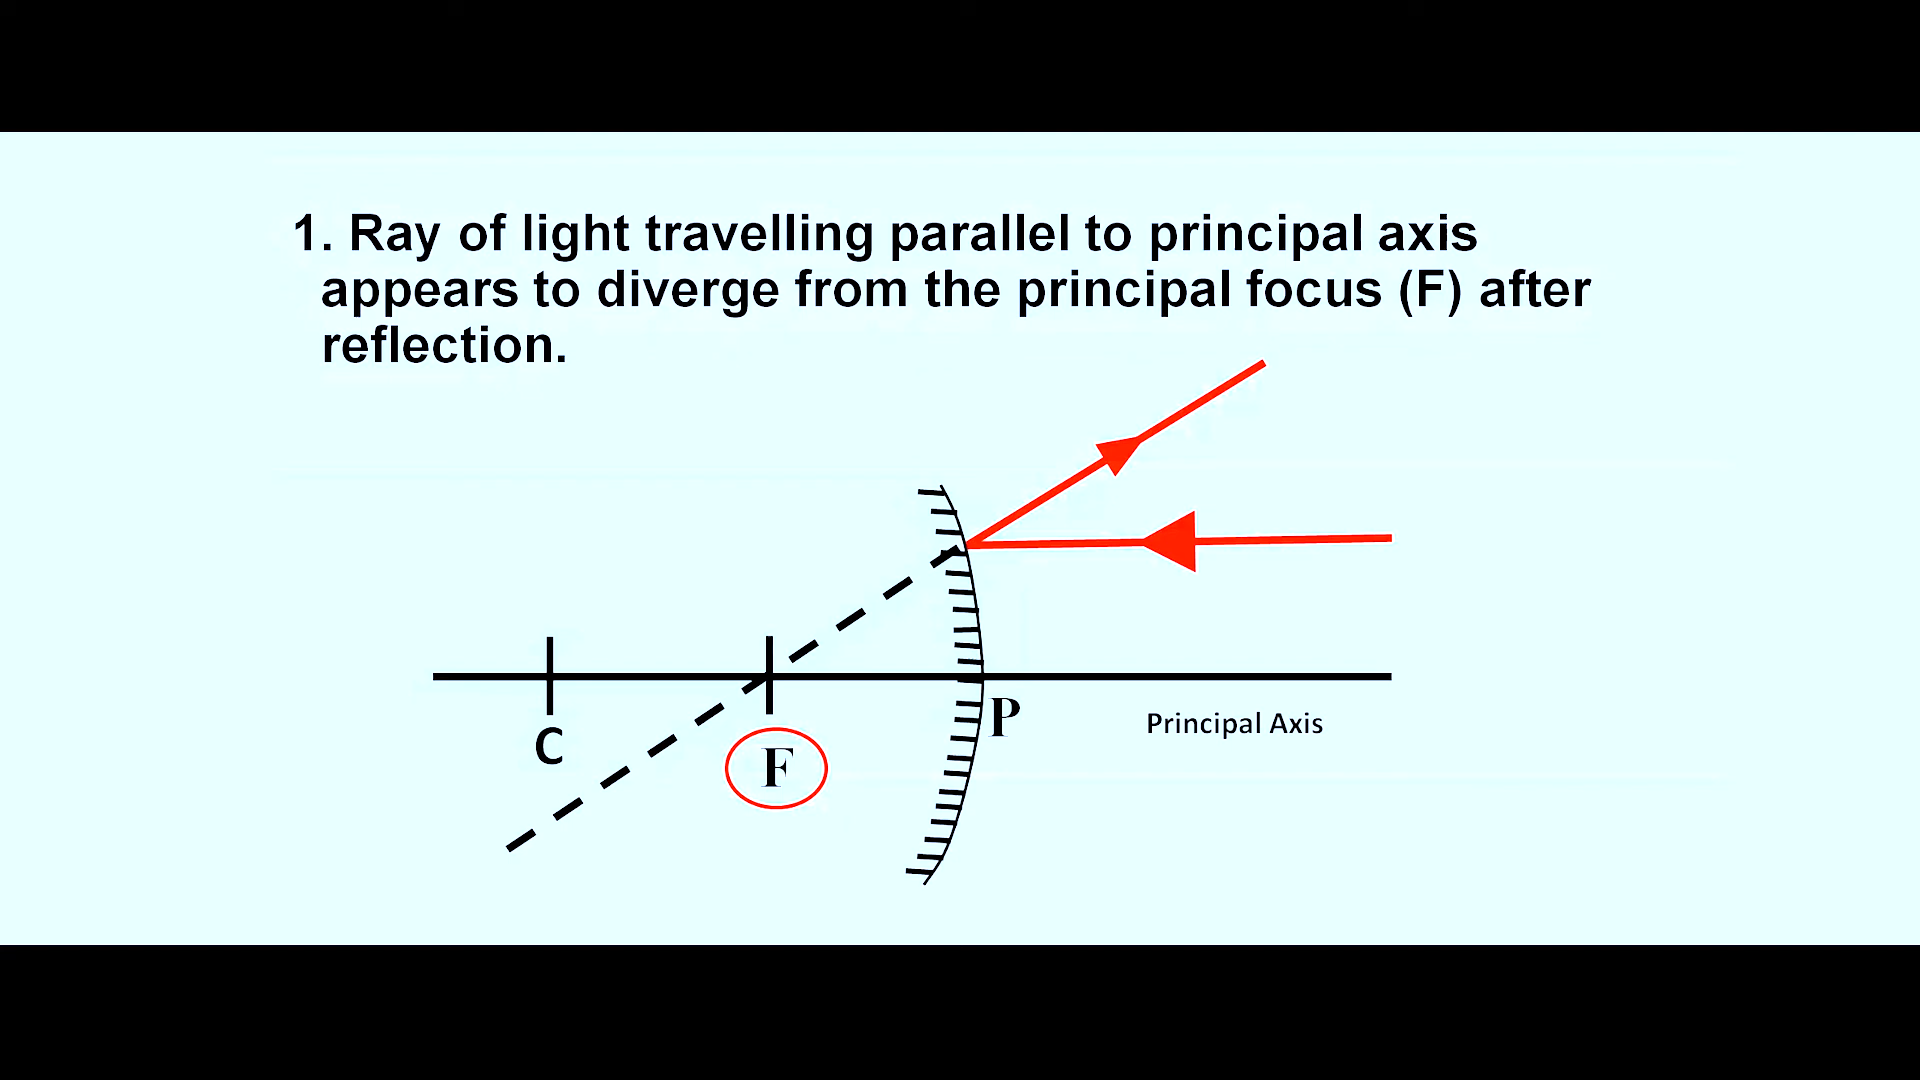 1. Ray of light travelling parallel to principal axis
appears to diverge from the principal focus (F) after
reflection.
P
Principal Axis
C
F